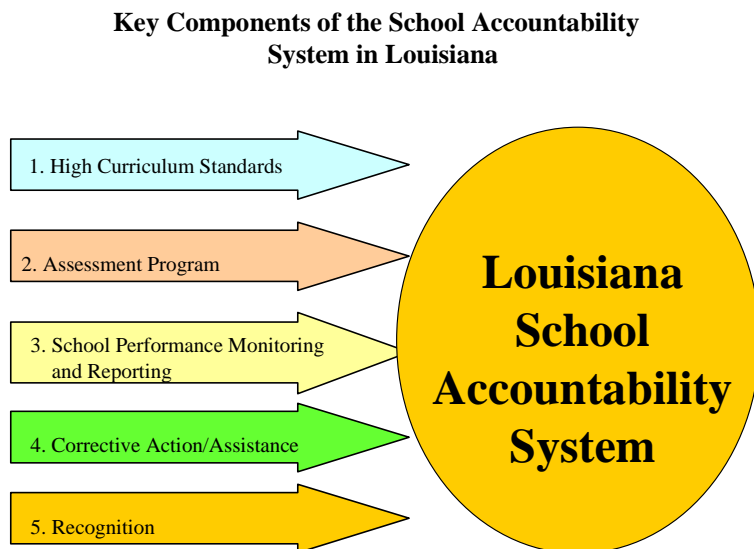 Key Components of the School Accountability
System in Louisiana
1. High Curriculum Standards
2. Assessment Program
3. School Performance Monitoring
and Reporting
4. Corrective Action/Assistance
5. Recognition
Louisiana
School
Accountability
System